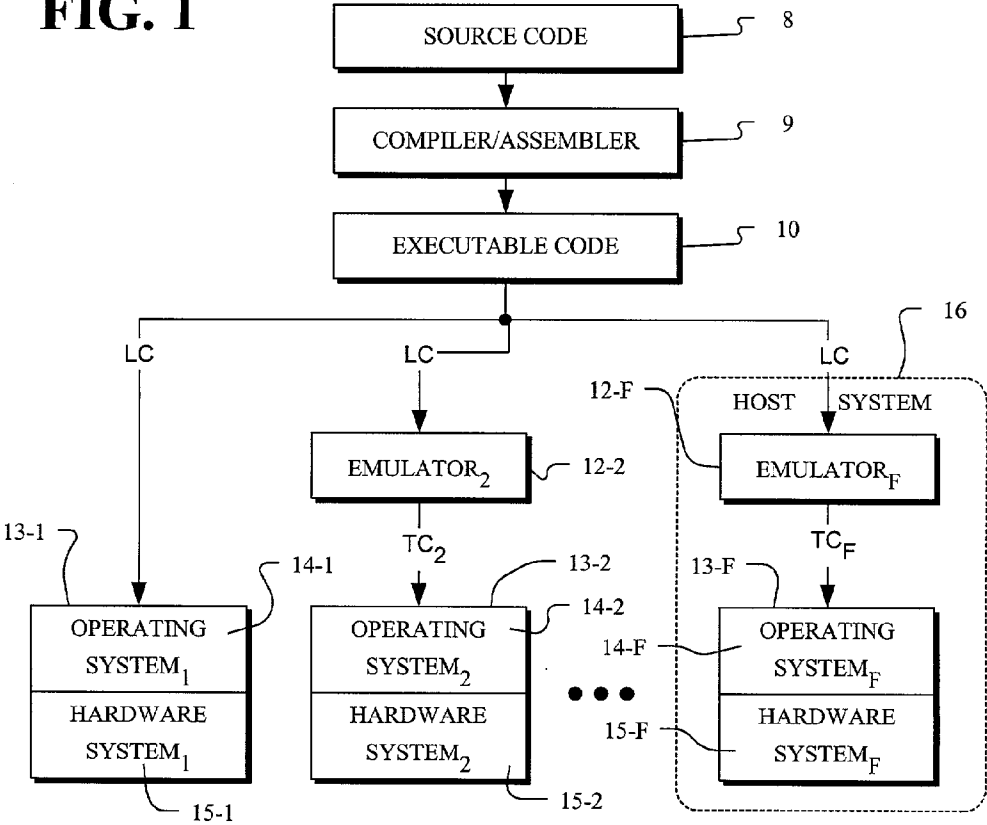 FIG. 1
SOURCE CODE
8
COMPILER/ASSEMBLER
9
EXECUTABLE CODE
10
16
LC
LC
LC
12-F
HOST SYSTEM
EMULATOR2
12-2
EMULATORF
13-1
TC2
TCF
14-1
13-2
13-F
OPERATING
SYSTEM1
14-2
OPERATING
SYSTEM2
14-F
OPERATING
SYSTEMF
HARDWARE
SYSTEM1
HARDWARE
SYSTEM2
15-F
HARDWARE
SYSTEMF
15-1
15-2